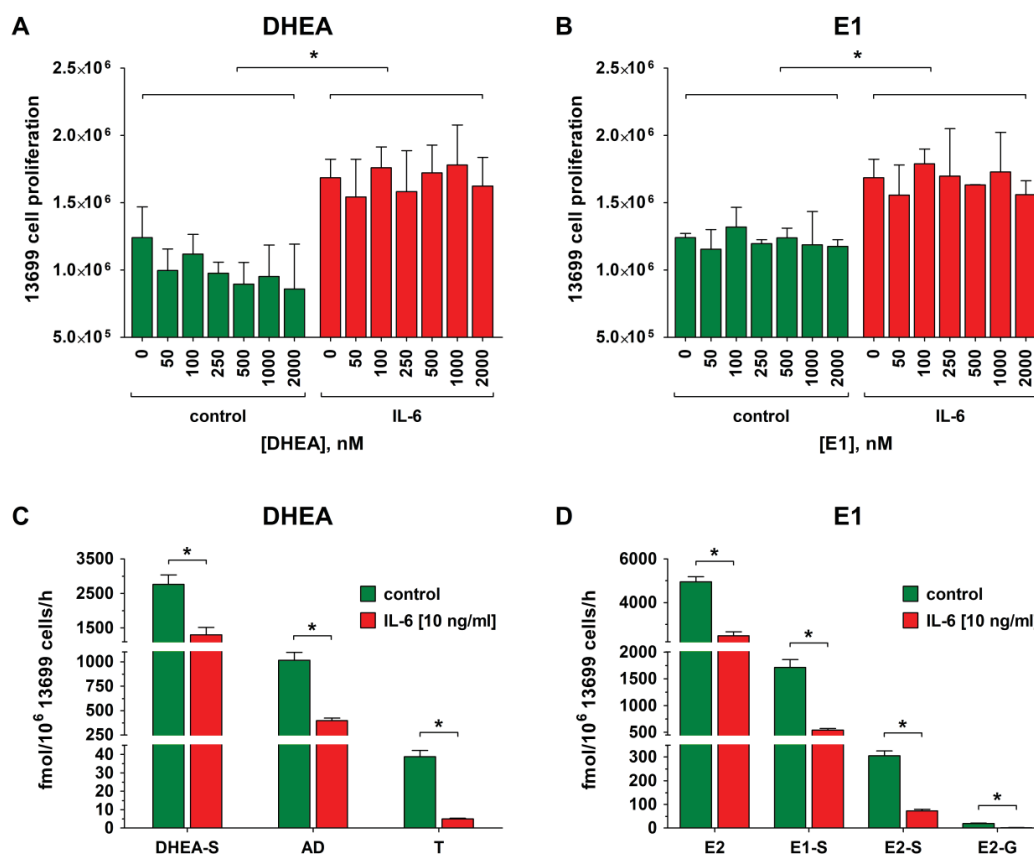 A
DHEA
*
13699 cell proliferation
2.5×10⁶
2.0×10⁶
1.5×10⁶
1.0×10⁶
5.0×10⁵
0 50 100 250 500 1000 2000 0 50 100 250 500 1000 2000
control IL-6
[DHEA], nM
B
E1
*
13699 cell proliferation
2.5×10⁶
2.0×10⁶
1.5×10⁶
1.0×10⁶
5.0×10⁵
0 50 100 250 500 1000 2000 0 50 100 250 500 1000 2000
control IL-6
[E1], nM
C
DHEA
fmol/10⁶ 13699 cells/h
3500
2500
1500
1000
750
500
250
40
30
20
10
5
0
* * *
control
IL-6 [10 ng/ml]
DHEA-S AD T
D
E1
fmol/10⁶ 13699 cells/h
6000
4000
2000
1500
1000
500
300
200
100
0
* * * *
control
IL-6 [10 ng/ml]
E2 E1-S E2-S E2-G